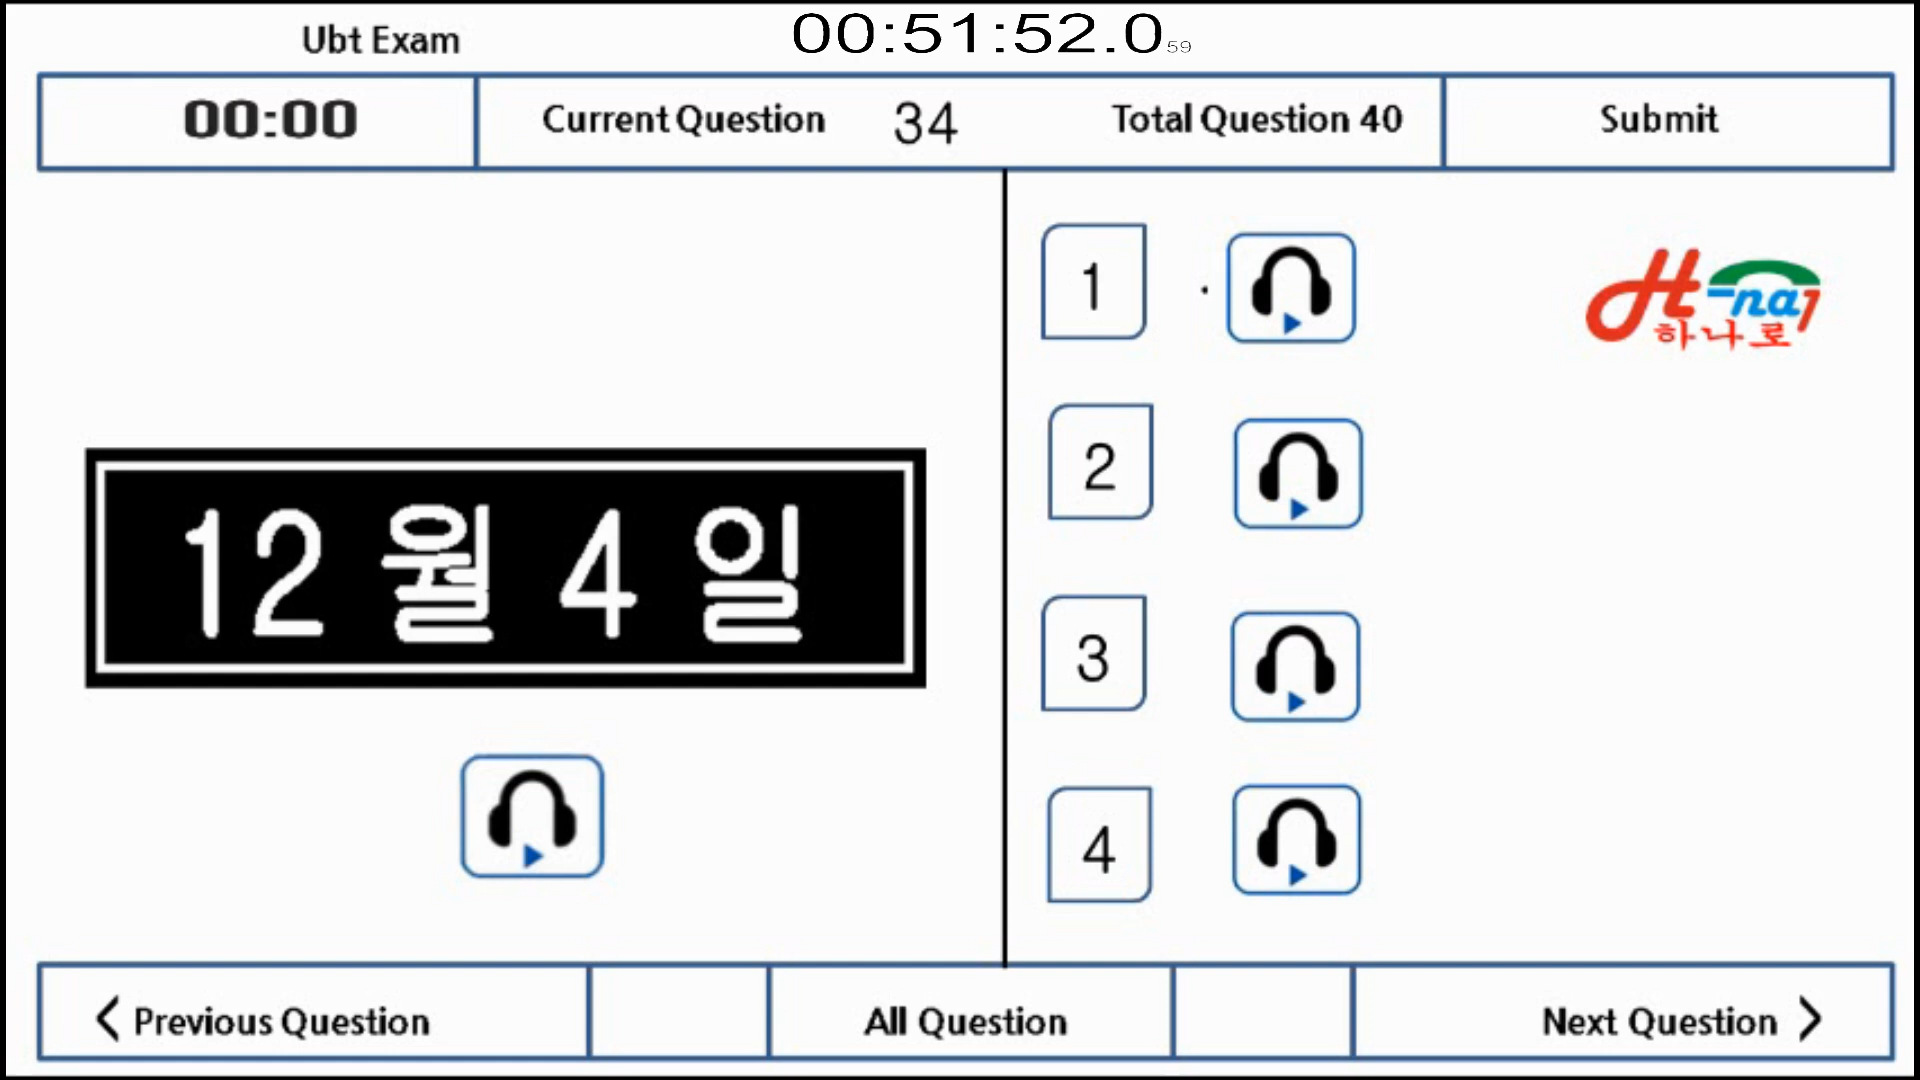 Ubt Exam
00:51:52.0 59
00:00
Current Question 34
Total Question 40
Submit
12 월 4 일
1
2
3
4
H-na
하나로
Previous Question
All Question
Next Question